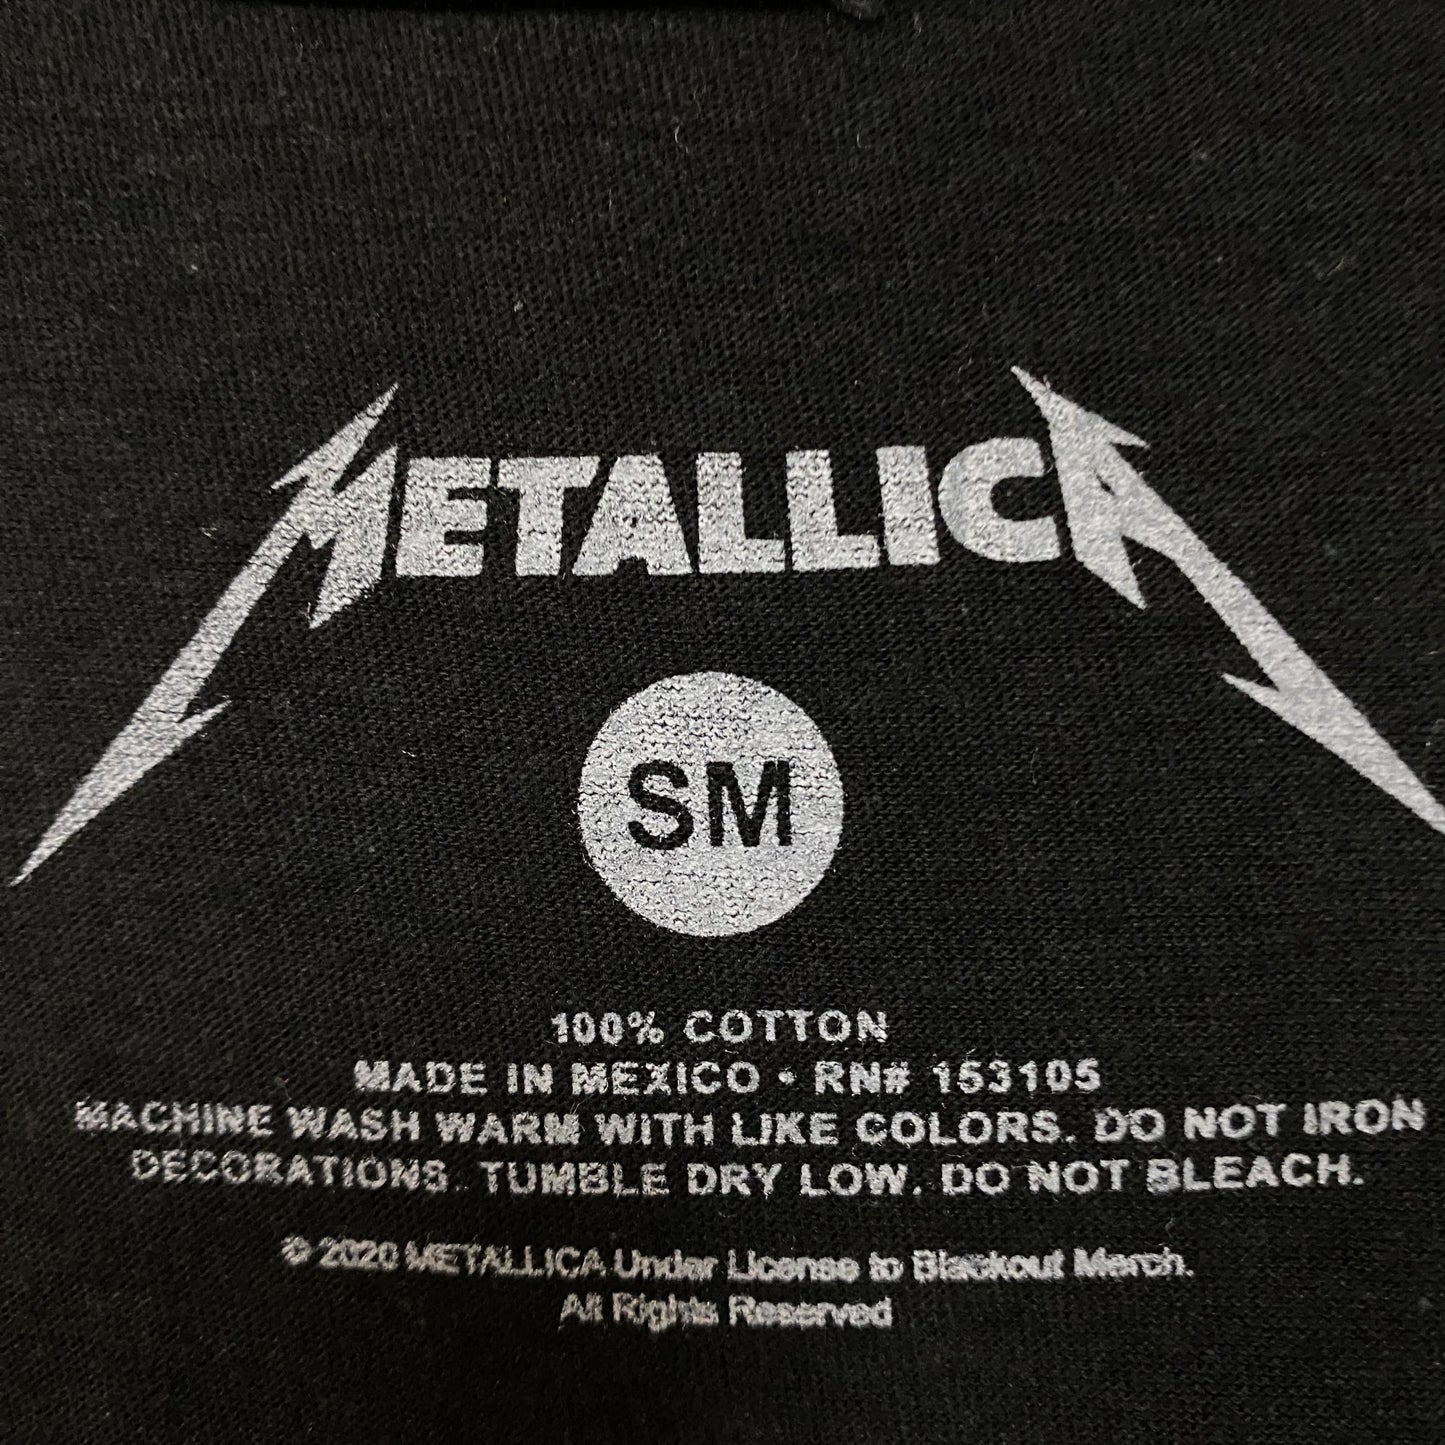 METALLICA
SM
100% COTTON
MADE IN MEXICO • RN# 153105
MACHINE WASH WARM WITH LIKE COLORS. DO NOT IRON
DECORATIONS. TUMBLE DRY LOW. DO NOT BLEACH.
© 2020 METALLICA Under License to Blackout Merch.
All Rights Reserved